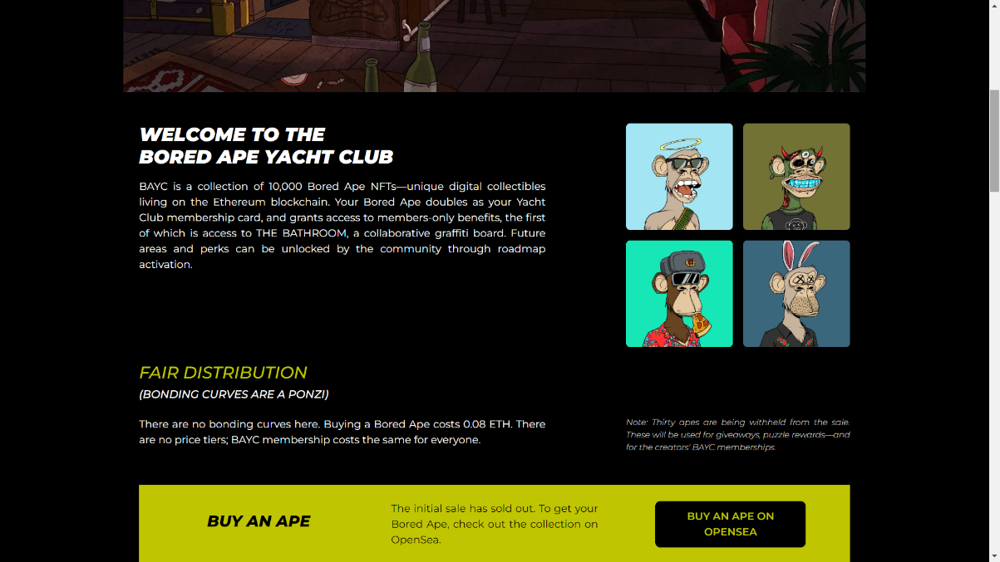 WELCOME TO THE
BORED APE YACHT CLUB
BAYC is a collection of 10,000 Bored Ape NFTs—unique digital collectibles
living on the Ethereum blockchain. Your Bored Ape doubles as your Yacht
Club membership card, and grants access to members-only benefits, the first
of which is access to THE BATHROOM, a collaborative graffiti board. Future
areas and perks can be unlocked by the community through roadmap
activation.
FAIR DISTRIBUTION
(BONDING CURVES ARE A PONZI)
There are no bonding curves here. Buying a Bored Ape costs 0.08 ETH. There
are no price tiers; BAYC membership costs the same for everyone.
Note: Thirty apes are being withheld from the sale.
These will be used for giveaways, puzzle rewards—and
for the creators' BAYC memberships.
BUY AN APE
The initial sale has sold out. To get your
Bored Ape, check out the collection on
OpenSea.
BUY AN APE ON
OPENSEA